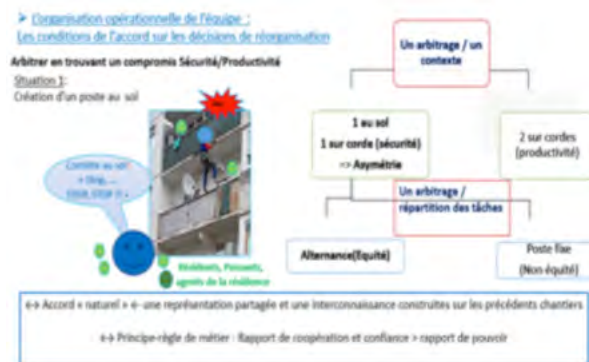 ➤ L'organisation opérationnelle de l'équipe :
Les conditions de l'accord sur les décisions de réorganisation
Arbitrer en trouvant un compromis Sécurité/Productivité
Situation 1:
Création d'un poste au sol
Résidents, Passants,
agents de la résidence
Un arbitrage / un
contexte
1 au sol
1 sur corde (sécurité)
=> Asymétrie
2 sur cordes
(productivité)
Un arbitrage /
répartition des tâches
Alternance(Equité)
Poste fixe
(Non équité)
↔ Accord « naturel » ← une représentation partagée et une interconnaissance construites sur les précédents chantiers
↔ Principe-règle de métier : Rapport de coopération et confiance > rapport de pouvoir